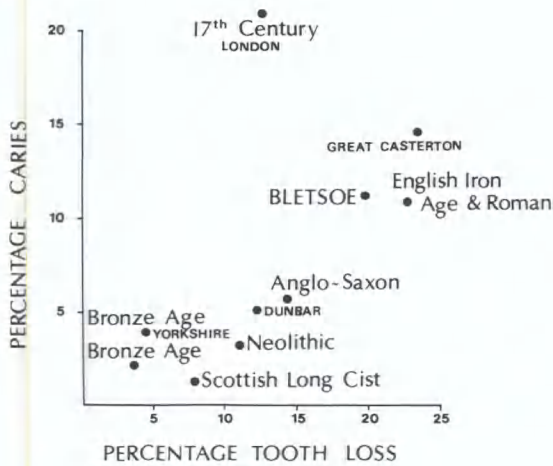 20
17th Century
LONDON
15
GREAT CASTERTON
BLETSOE
English Iron
Age & Roman
10
PERCENTAGE CARIES
Anglo-Saxon
5
DUNBAR
Bronze Age
YORKSHIRE
Neolithic
Bronze Age
Scottish Long Cist
5 10 15 20 25
PERCENTAGE TOOTH LOSS